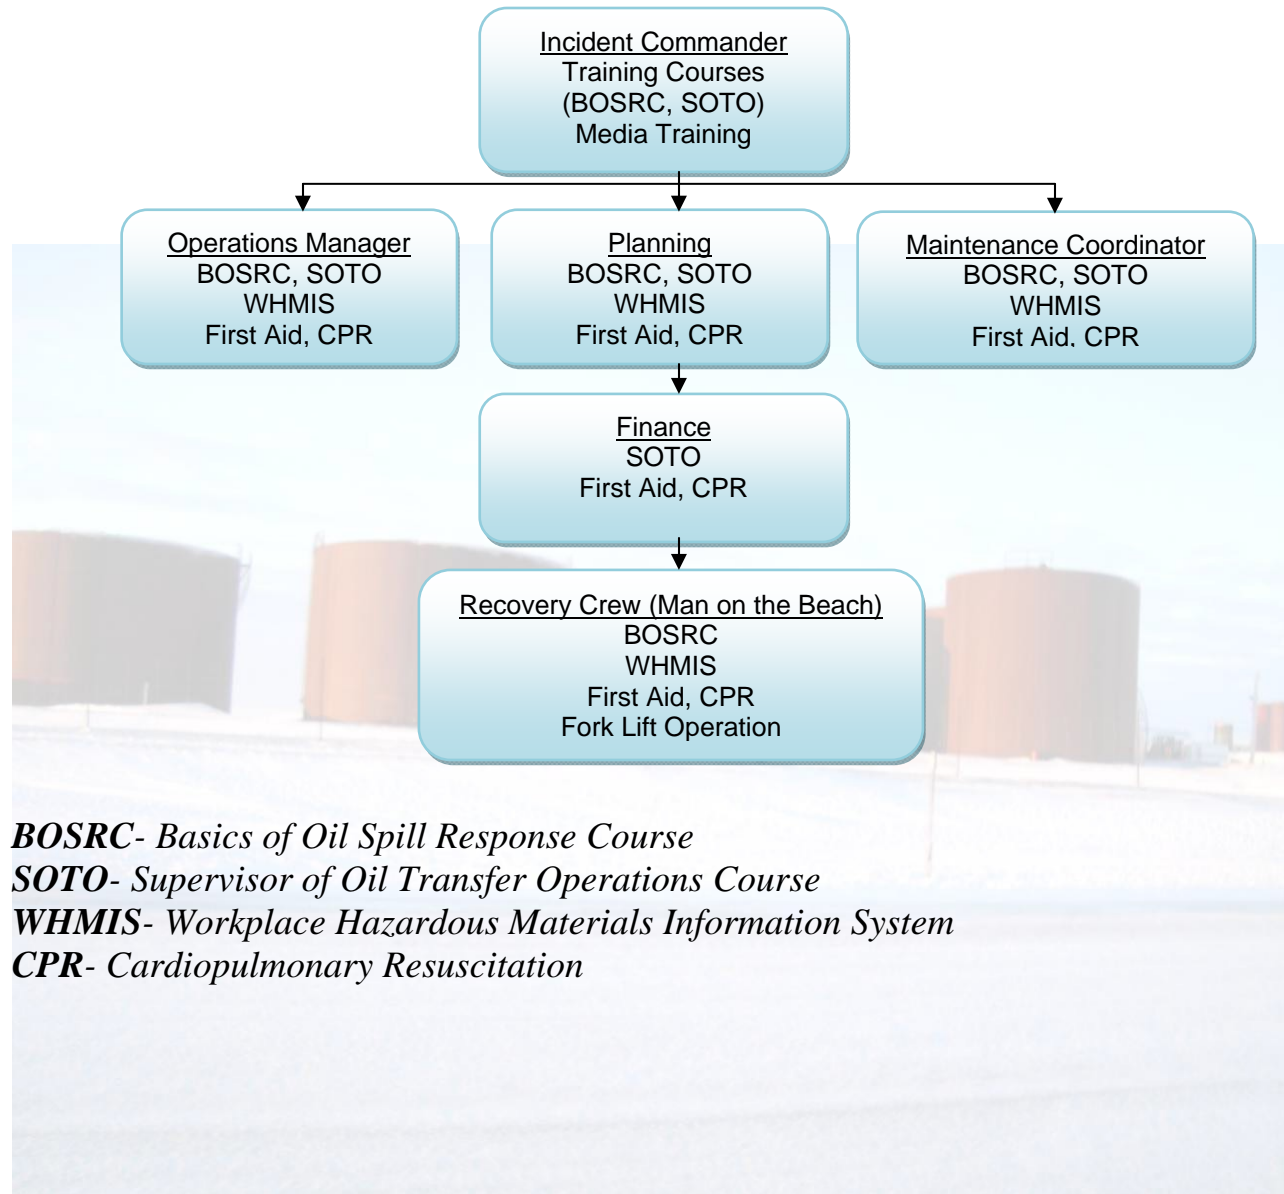 Incident Commander
Training Courses
(BOSRC, SOTO)
Media Training
Operations Manager
BOSRC, SOTO
WHMIS
First Aid, CPR
Planning
BOSRC, SOTO
WHMIS
First Aid, CPR
Maintenance Coordinator
BOSRC, SOTO
WHMIS
First Aid, CPR
Finance
SOTO
First Aid, CPR
Recovery Crew (Man on the Beach)
BOSRC
WHMIS
First Aid, CPR
Fork Lift Operation
BOSRC- Basics of Oil Spill Response Course
SOTO- Supervisor of Oil Transfer Operations Course
WHMIS- Workplace Hazardous Materials Information System
CPR- Cardiopulmonary Resuscitation